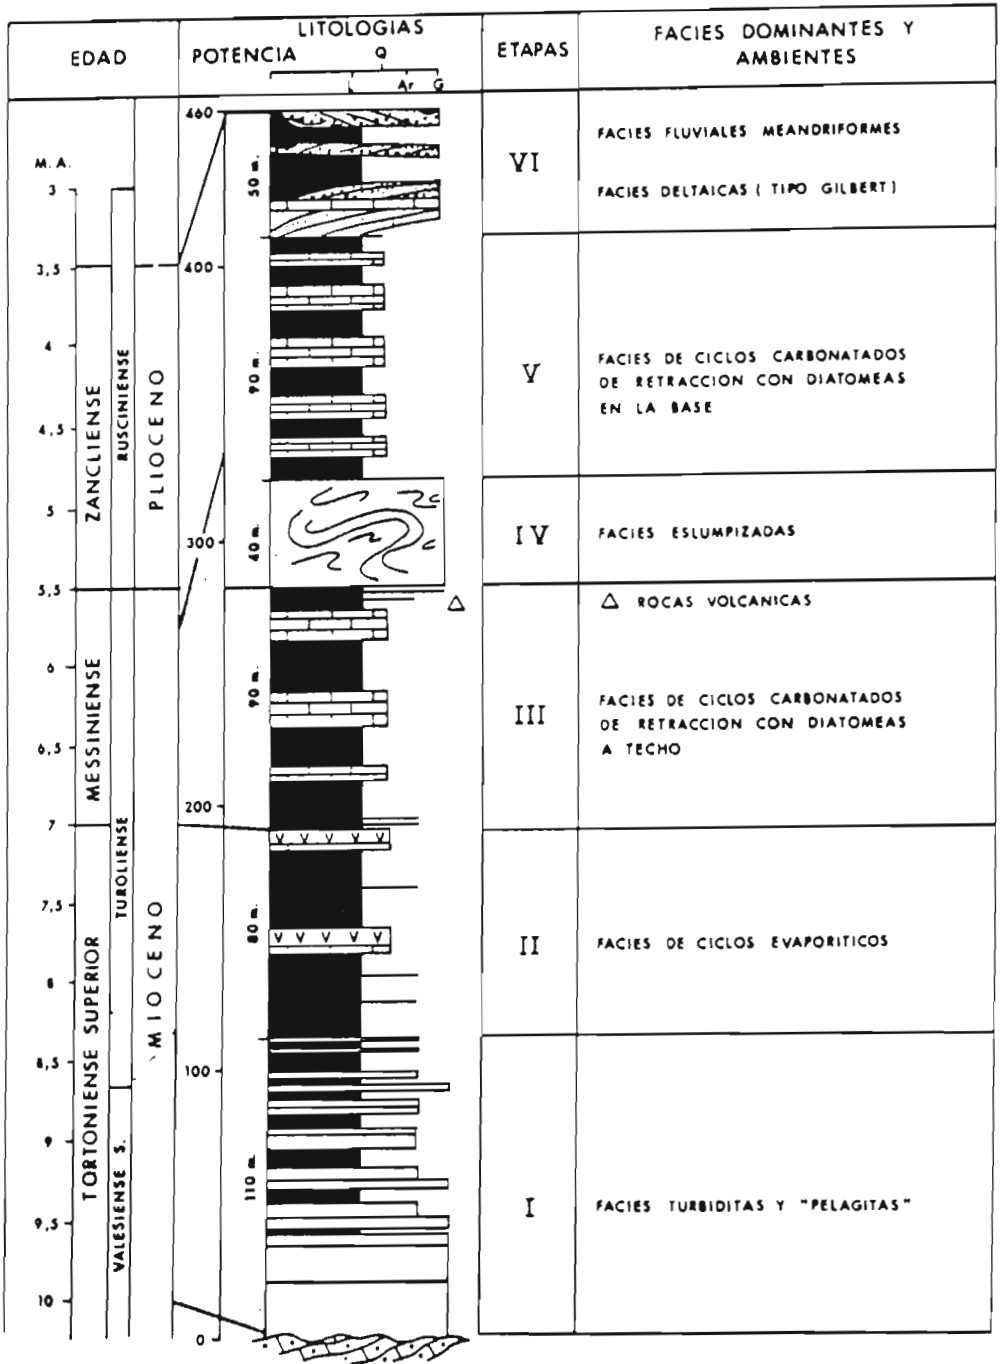 EDAD
POTENCIA
LITOLOGIAS
Q
Ar G
ETAPAS
FACIES DOMINANTES Y
AMBIENTES
M.A.
3
3,5
4
4,5
5
5,5
6
6,5
7
7,5
8
8,5
9
9,5
10
ZANCLIENSE
MESSINIENSE
TORTONIENSE SUPERIOR
RUSCINIENSE
TUROLIENSE
VALESIENSE S.
PLIOCENO
MIOCENO
460
400
300
200
100
0
50 m.
90 m.
40 m.
90 m.
80 m.
110 m.
VI
FACIES FLUVIALES MEANDRIFORMES
FACIES DELTAICAS ( TIPO GILBERT )
V
FACIES DE CICLOS CARBONATADOS
DE RETRACCION CON DIATOMEAS
EN LA BASE
IV
FACIES ESLUMPIZADAS
△ ROCAS VOLCANICAS
III
FACIES DE CICLOS CARBONATADOS
DE RETRACCION CON DIATOMEAS
A TECHO
II
FACIES DE CICLOS EVAPORITICOS
I
FACIES TURBIDITAS Y "PELAGITAS"